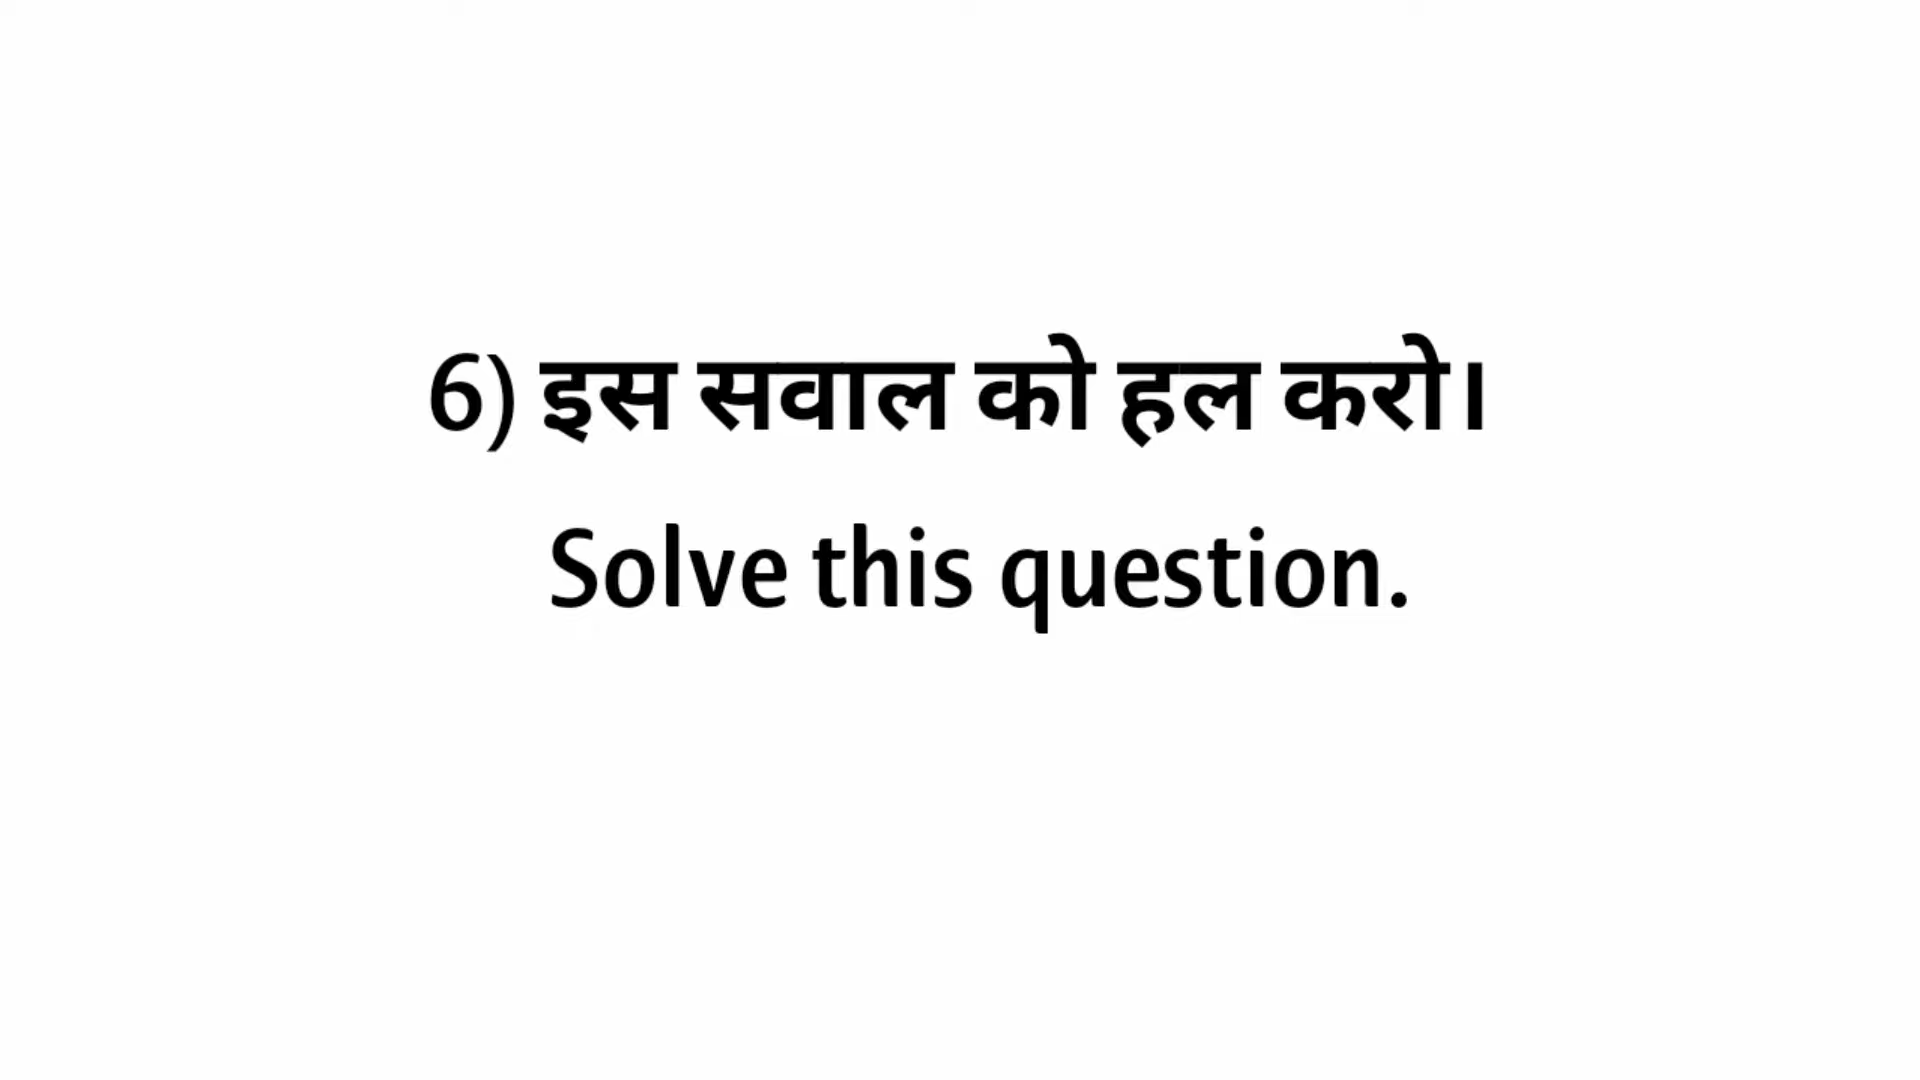 6) इस सवाल को हल करो।
Solve this question.